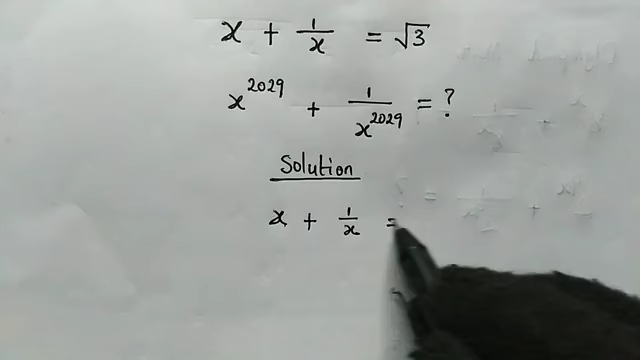 x + 1/x = √3
x^2029 + 1/x^2029 = ?
Solution
x + 1/x =